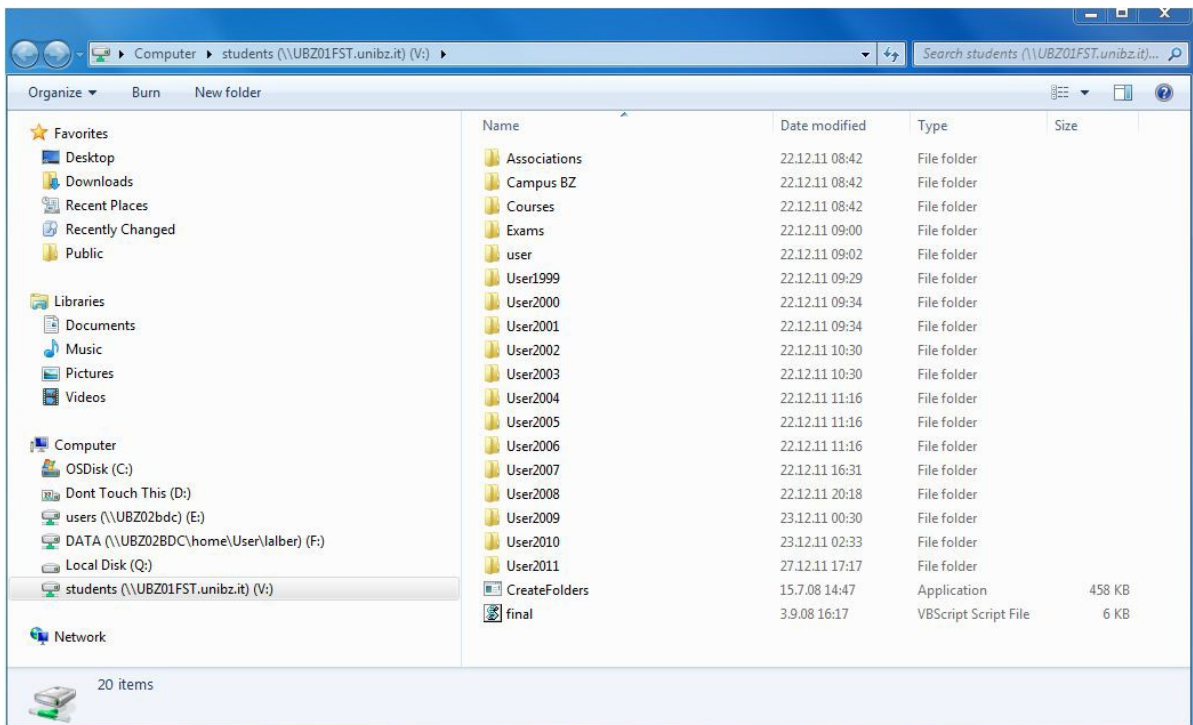 Computer ▸ students (\\UBZ01FST.unibz.it) (V:) ▸
Search students (\\UBZ01FST.unibz.it)...
Organize Burn New folder
Favorites
Desktop
Downloads
Recent Places
Recently Changed
Public
Libraries
Documents
Music
Pictures
Videos
Computer
OSDisk (C:)
Dont Touch This (D:)
users (\\UBZ02bdc) (E:)
DATA (\\UBZ02BDC\home\User\lalber) (F:)
Local Disk (Q:)
students (\\UBZ01FST.unibz.it) (V:)
Network
Name Date modified Type Size
Associations 22.12.11 08:42 File folder
Campus BZ 22.12.11 08:42 File folder
Courses 22.12.11 08:42 File folder
Exams 22.12.11 09:00 File folder
user 22.12.11 09:02 File folder
User1999 22.12.11 09:29 File folder
User2000 22.12.11 09:34 File folder
User2001 22.12.11 09:34 File folder
User2002 22.12.11 10:30 File folder
User2003 22.12.11 10:30 File folder
User2004 22.12.11 11:16 File folder
User2005 22.12.11 11:16 File folder
User2006 22.12.11 11:16 File folder
User2007 22.12.11 16:31 File folder
User2008 22.12.11 20:18 File folder
User2009 23.12.11 00:30 File folder
User2010 23.12.11 02:33 File folder
User2011 27.12.11 17:17 File folder
CreateFolders 15.7.08 14:47 Application 458 KB
final 3.9.08 16:17 VBScript Script File 6 KB
20 items